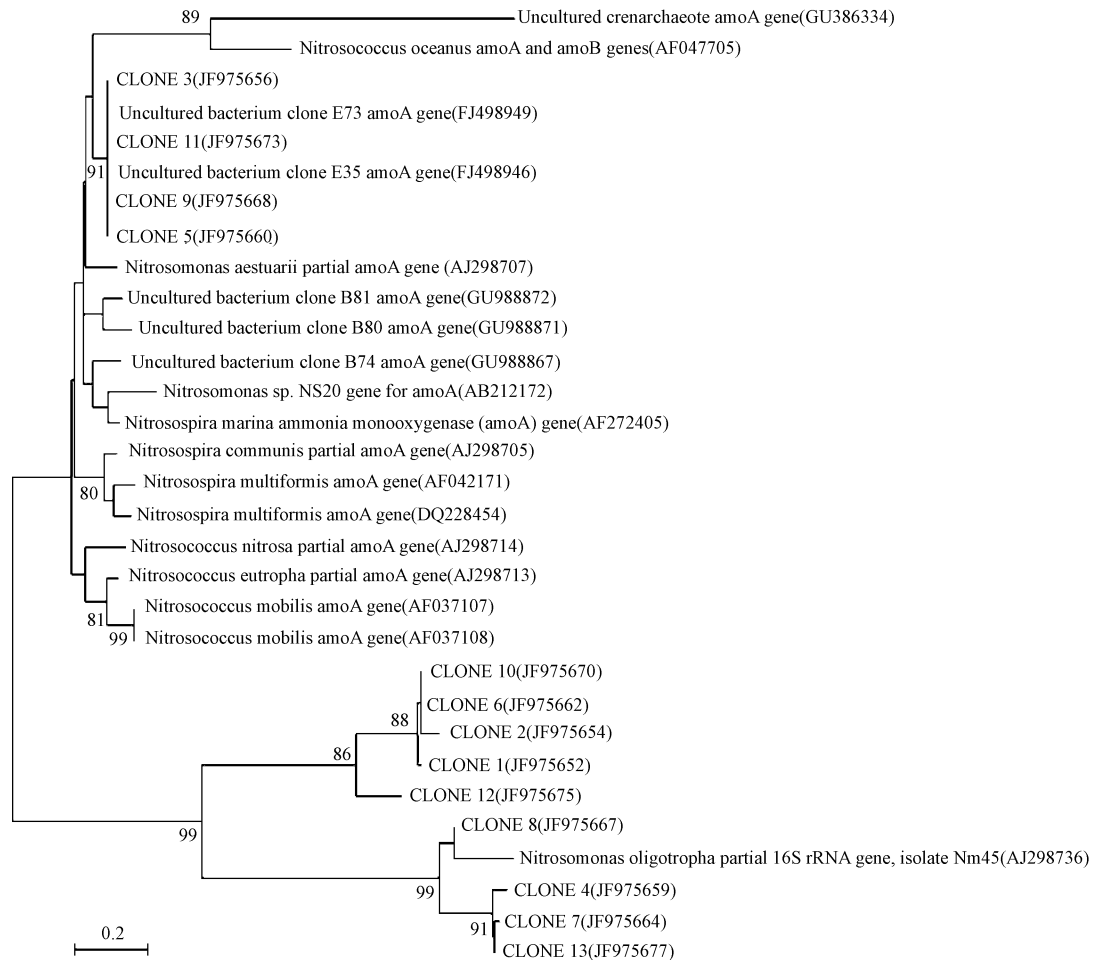 89
Uncultured crenarchaeote amoA gene(GU386334)
Nitrosococcus oceanus amoA and amoB genes(AF047705)
CLONE 3(JF975656)
Uncultured bacterium clone E73 amoA gene(FJ498949)
CLONE 11(JF975673)
91
Uncultured bacterium clone E35 amoA gene(FJ498946)
CLONE 9(JF975668)
CLONE 5(JF975660)
Nitrosomonas aestuarii partial amoA gene (AJ298707)
Uncultured bacterium clone B81 amoA gene(GU988872)
Uncultured bacterium clone B80 amoA gene(GU988871)
Uncultured bacterium clone B74 amoA gene(GU988867)
Nitrosomonas sp. NS20 gene for amoA(AB212172)
Nitrosospira marina ammonia monooxygenase (amoA) gene(AF272405)
Nitrosospira communis partial amoA gene(AJ298705)
Nitrosospira multiformis amoA gene(AF042171)
80
Nitrosospira multiformis amoA gene(DQ228454)
Nitrosococcus nitrosa partial amoA gene(AJ298714)
Nitrosococcus eutropha partial amoA gene(AJ298713)
Nitrosococcus mobilis amoA gene(AF037107)
81
99
Nitrosococcus mobilis amoA gene(AF037108)
CLONE 10(JF975670)
CLONE 6(JF975662)
88
CLONE 2(JF975654)
86
CLONE 1(JF975652)
CLONE 12(JF975675)
CLONE 8(JF975667)
99
Nitrosomonas oligotropha partial 16S rRNA gene, isolate Nm45(AJ298736)
99
CLONE 4(JF975659)
CLONE 7(JF975664)
91
CLONE 13(JF975677)
0.2